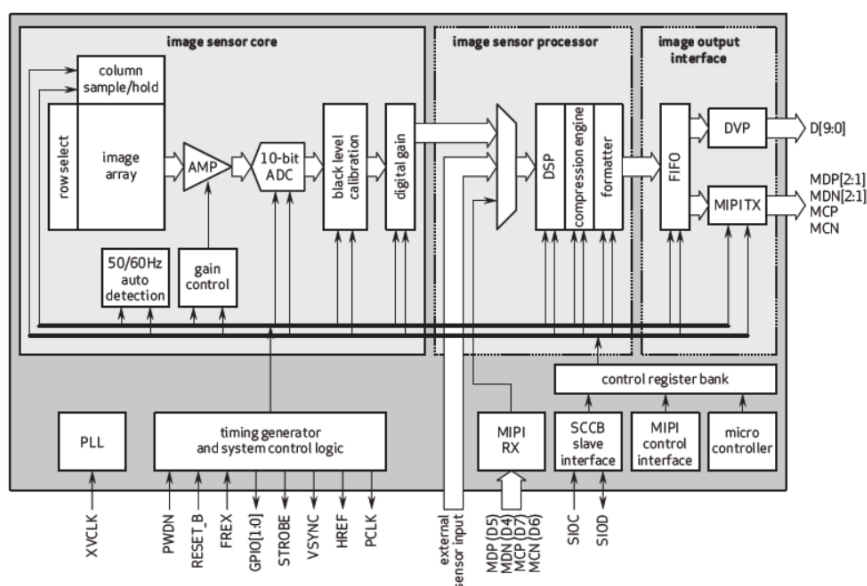 image sensor core
image sensor processor
image output
interface
column
sample/hold
row select
image
array
AMP
10-bit
ADC
black level
calibration
digital gain
DSP
compression engine
formatter
FIFO
DVP
MIPI TX
D[9:0]
MDP[2:1]
MDN[2:1]
MCP
MCN
50/60Hz
auto
detection
gain
control
control register bank
PLL
timing generator
and system control logic
MIPI
RX
SCCB
slave
interface
MIPI
control
interface
micro
controller
XVCLK
PWDN
RESET_B
FREX
GPIO[1:0]
STROBE
VSYNC
HREF
PCLK
external
sensor input
MDP (D5)
MDN (D4)
MCP (D7)
MCN (D6)
SIOC
SIOD